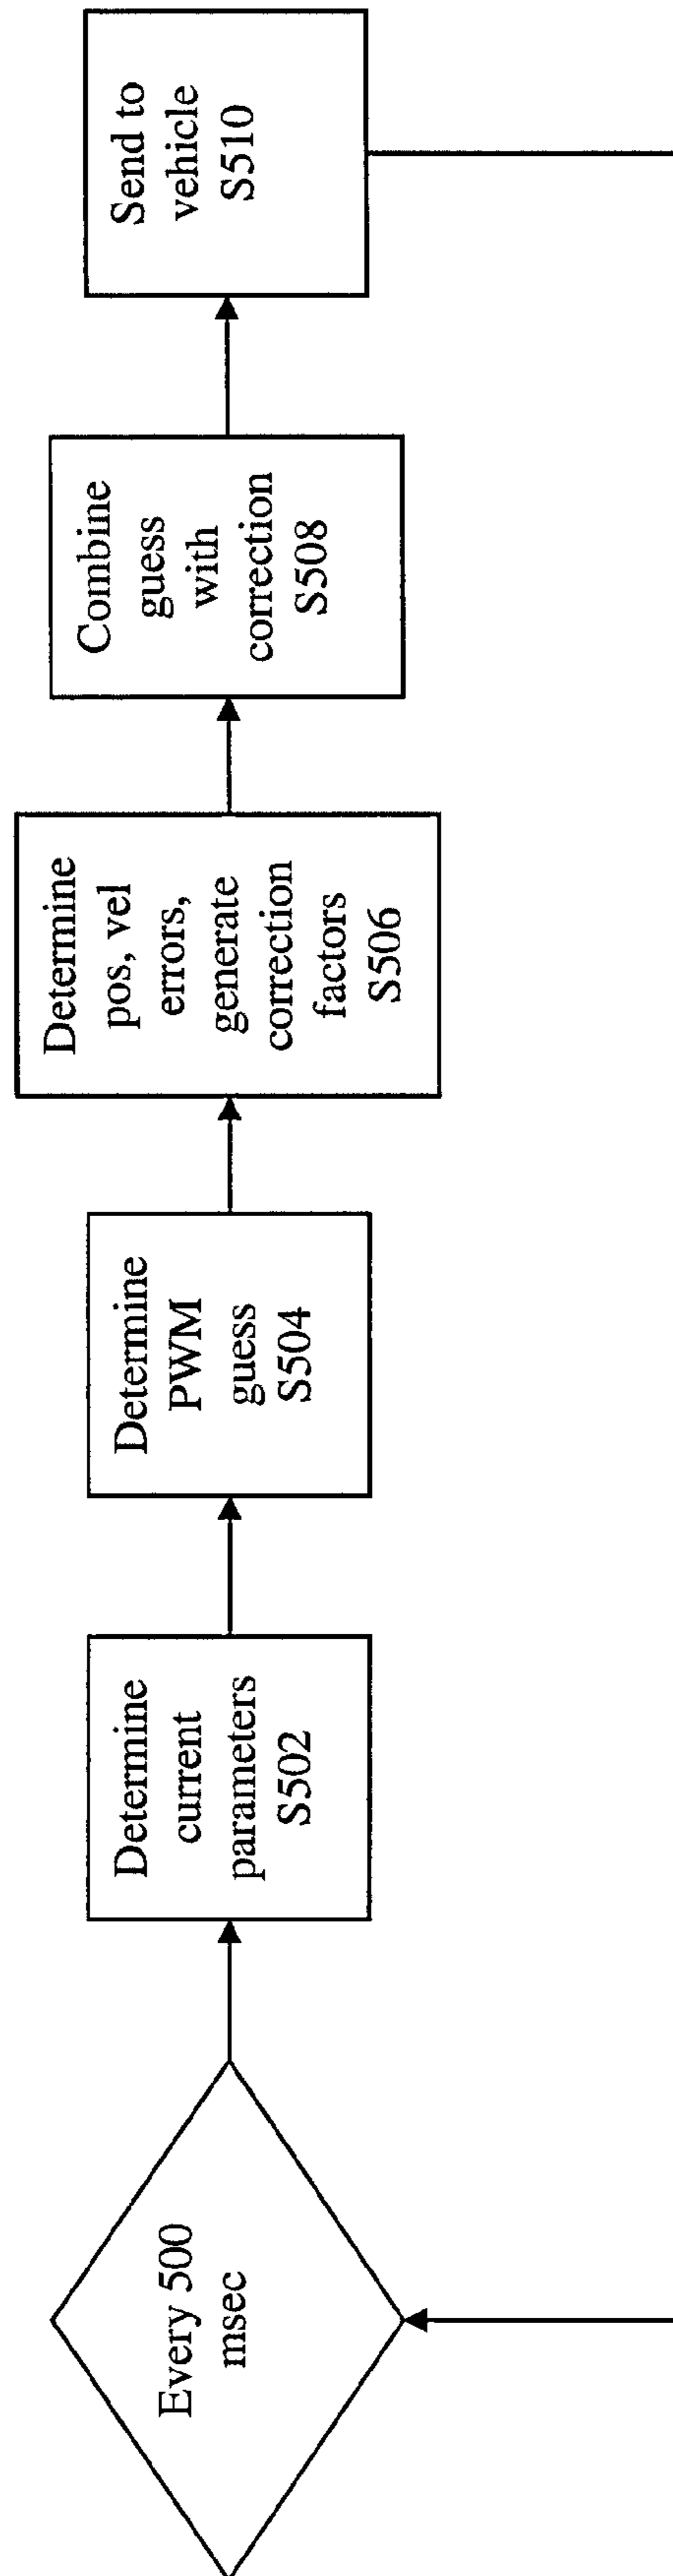 Every 500
msec
Determine
current
parameters
S502
Determine
PWM
guess
S504
Determine
pos, vel
errors,
generate
correction
factors
S506
Combine
guess
with
correction
S508
Send to
vehicle
S510